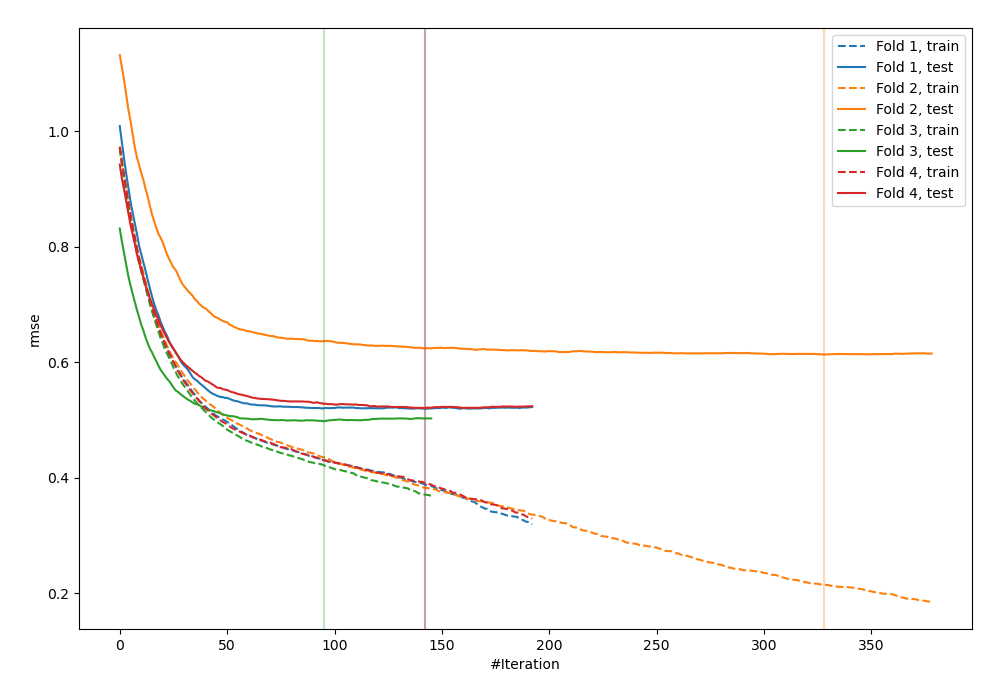 Fold 1, train
Fold 1, test
Fold 2, train
Fold 2, test
Fold 3, train
Fold 3, test
Fold 4, train
Fold 4, test
1.0
0.8
0.6
0.4
0.2
rmse
0 50 100 150 200 250 300 350
#Iteration